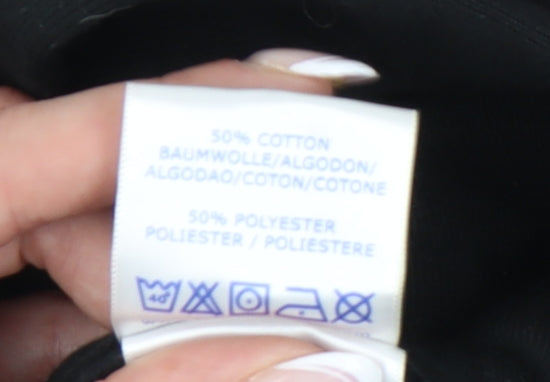 50% COTTON
BAUMWOLLE/ALGODON/
ALGODAO/COTON/COTONE
50% POLYESTER
POLIESTER / POLIESTERE
40°